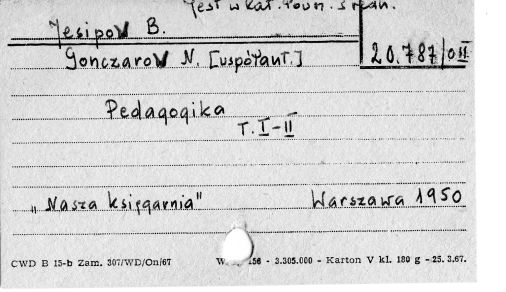 Jest w kat. Równ. i
Jesipow B.
Gonczarow N. [współaut.]
20.787/OII
Pedagogika
T. I-II
„Nasza Księgarnia" Warszawa 1950
CWD B 15-b Zam. 307/WD/On/67 156 - 3.305.000 - Karton V kl. 180 g - 25.3.67.